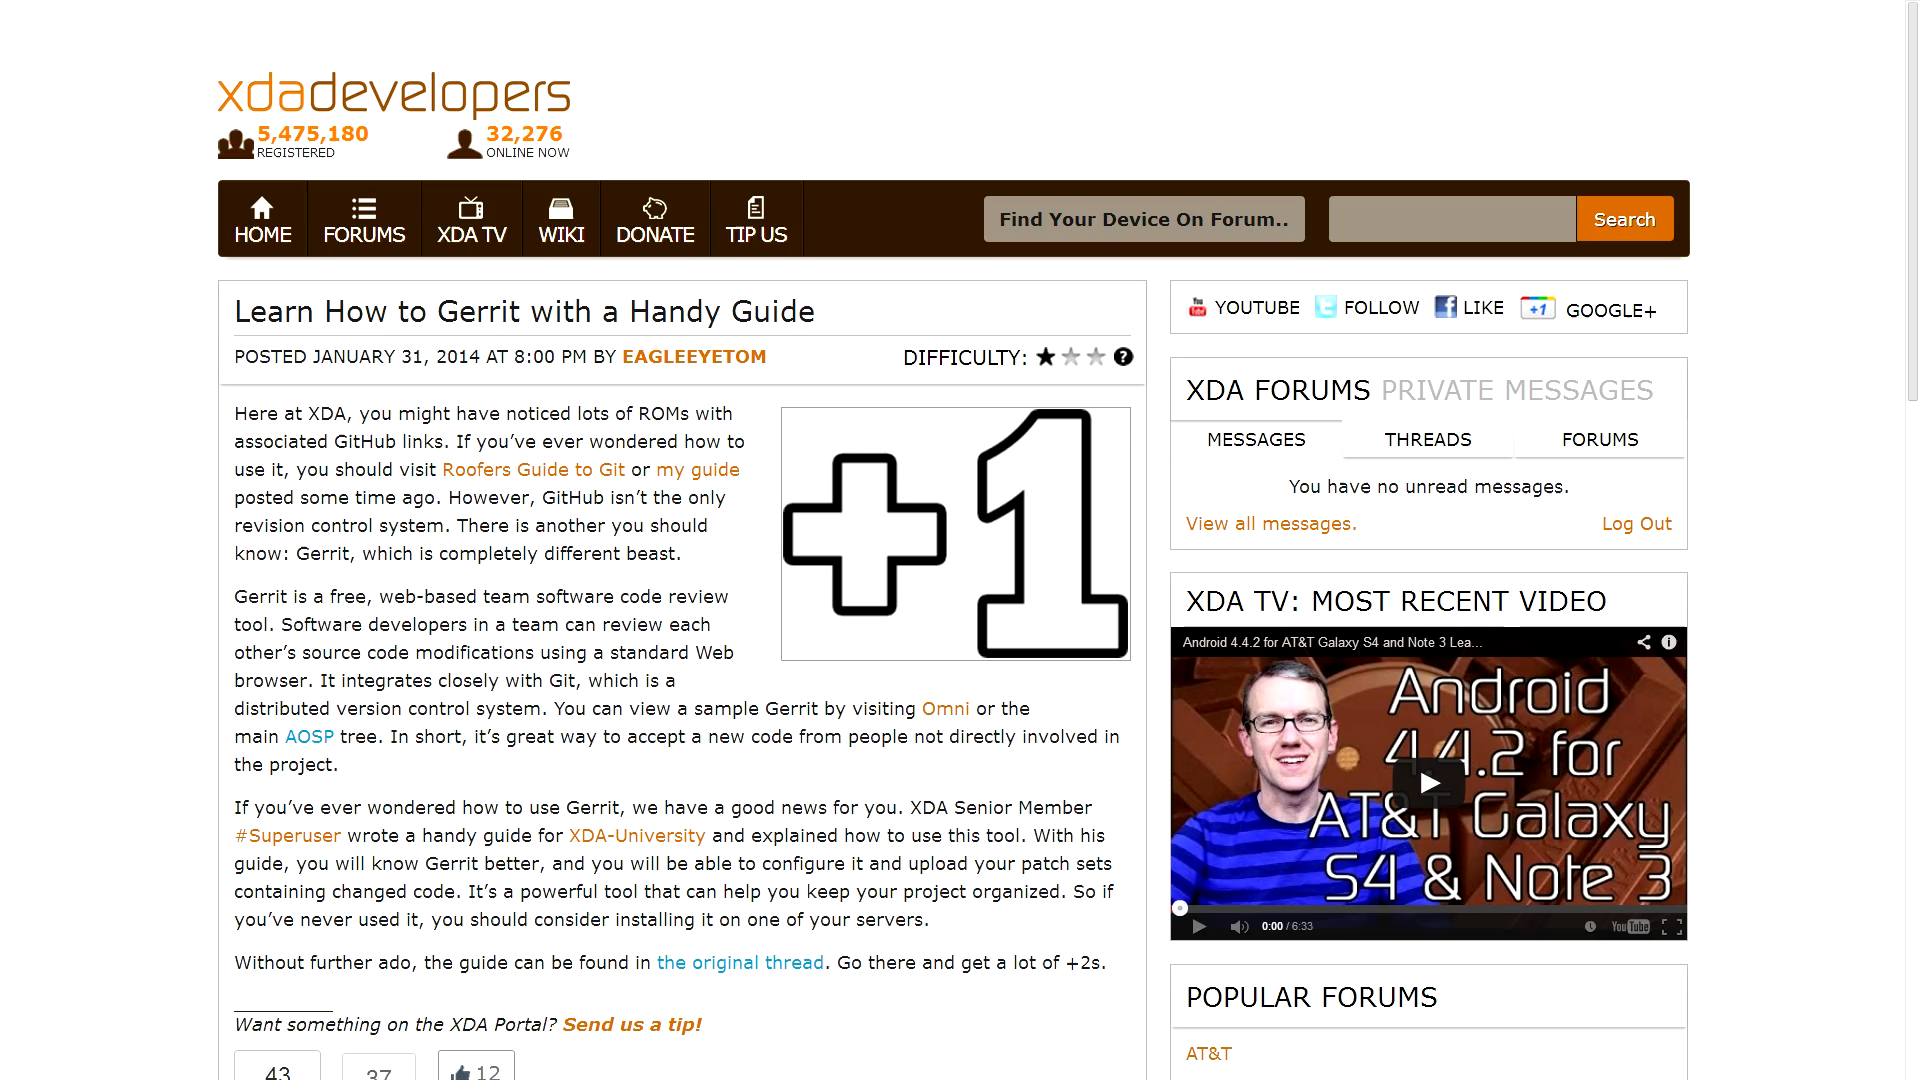 xdadevelopers
5,475,180
REGISTERED
32,276
ONLINE NOW
HOME
FORUMS
XDA TV
WIKI
DONATE
TIP US
Find Your Device On Forum..
Search
Learn How to Gerrit with a Handy Guide
POSTED JANUARY 31, 2014 AT 8:00 PM BY EAGLEEYETOM
DIFFICULTY:
Here at XDA, you might have noticed lots of ROMs with
associated GitHub links. If you’ve ever wondered how to
use it, you should visit Roofers Guide to Git or my guide
posted some time ago. However, GitHub isn’t the only
revision control system. There is another you should
know: Gerrit, which is completely different beast.
+1
Gerrit is a free, web-based team software code review
tool. Software developers in a team can review each
other’s source code modifications using a standard Web
browser. It integrates closely with Git, which is a
distributed version control system. You can view a sample Gerrit by visiting Omni or the
main AOSP tree. In short, it’s great way to accept a new code from people not directly involved in
the project.
If you’ve ever wondered how to use Gerrit, we have a good news for you. XDA Senior Member
#Superuser wrote a handy guide for XDA-University and explained how to use this tool. With his
guide, you will know Gerrit better, and you will be able to configure it and upload your patch sets
containing changed code. It’s a powerful tool that can help you keep your project organized. So if
you’ve never used it, you should consider installing it on one of your servers.
Without further ado, the guide can be found in the original thread. Go there and get a lot of +2s.
Want something on the XDA Portal? Send us a tip!
43
37
12
YOUTUBE
FOLLOW
LIKE
+1
GOOGLE+
XDA FORUMS PRIVATE MESSAGES
MESSAGES
THREADS
FORUMS
You have no unread messages.
View all messages.
Log Out
XDA TV: MOST RECENT VIDEO
Android 4.4.2 for AT&T Galaxy S4 and Note 3 Lea...
Android
4.4.2 for
AT&T Galaxy
S4 & Note 3
0:00 / 6:33
YouTube
POPULAR FORUMS
AT&T